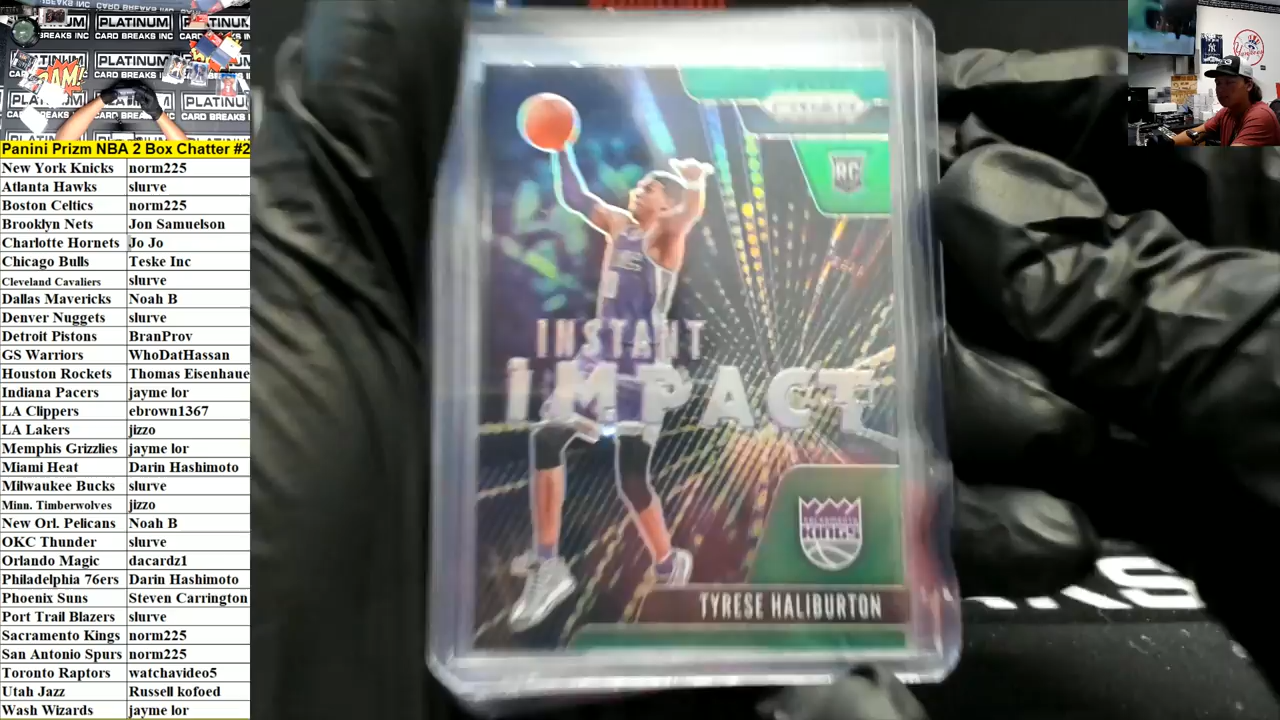 PLATINUM
CARD BREAKS INC
BAM!
Panini Prizm NBA 2 Box Chatter #2
New York Knicks norm225
Atlanta Hawks slurve
Boston Celtics norm225
Brooklyn Nets Jon Samuelson
Charlotte Hornets Jo Jo
Chicago Bulls Teske Inc
Cleveland Cavaliers slurve
Dallas Mavericks Noah B
Denver Nuggets slurve
Detroit Pistons BranProv
GS Warriors WhoDatHassan
Houston Rockets Thomas Eisenhaue
Indiana Pacers jayme lor
LA Clippers ebrown1367
LA Lakers jizzo
Memphis Grizzlies jayme lor
Miami Heat Darin Hashimoto
Milwaukee Bucks slurve
Minn. Timberwolves jizzo
New Orl. Pelicans Noah B
OKC Thunder slurve
Orlando Magic dacardz1
Philadelphia 76ers Darin Hashimoto
Phoenix Suns Steven Carrington
Port Trail Blazers slurve
Sacramento Kings norm225
San Antonio Spurs norm225
Toronto Raptors watchavideo5
Utah Jazz Russell kofoed
Wash Wizards jayme lor
PRIZM
RC
INSTANT
IMPACT
SACRAMENTO
KINGS
TYRESE HALIBURTON
Yankees